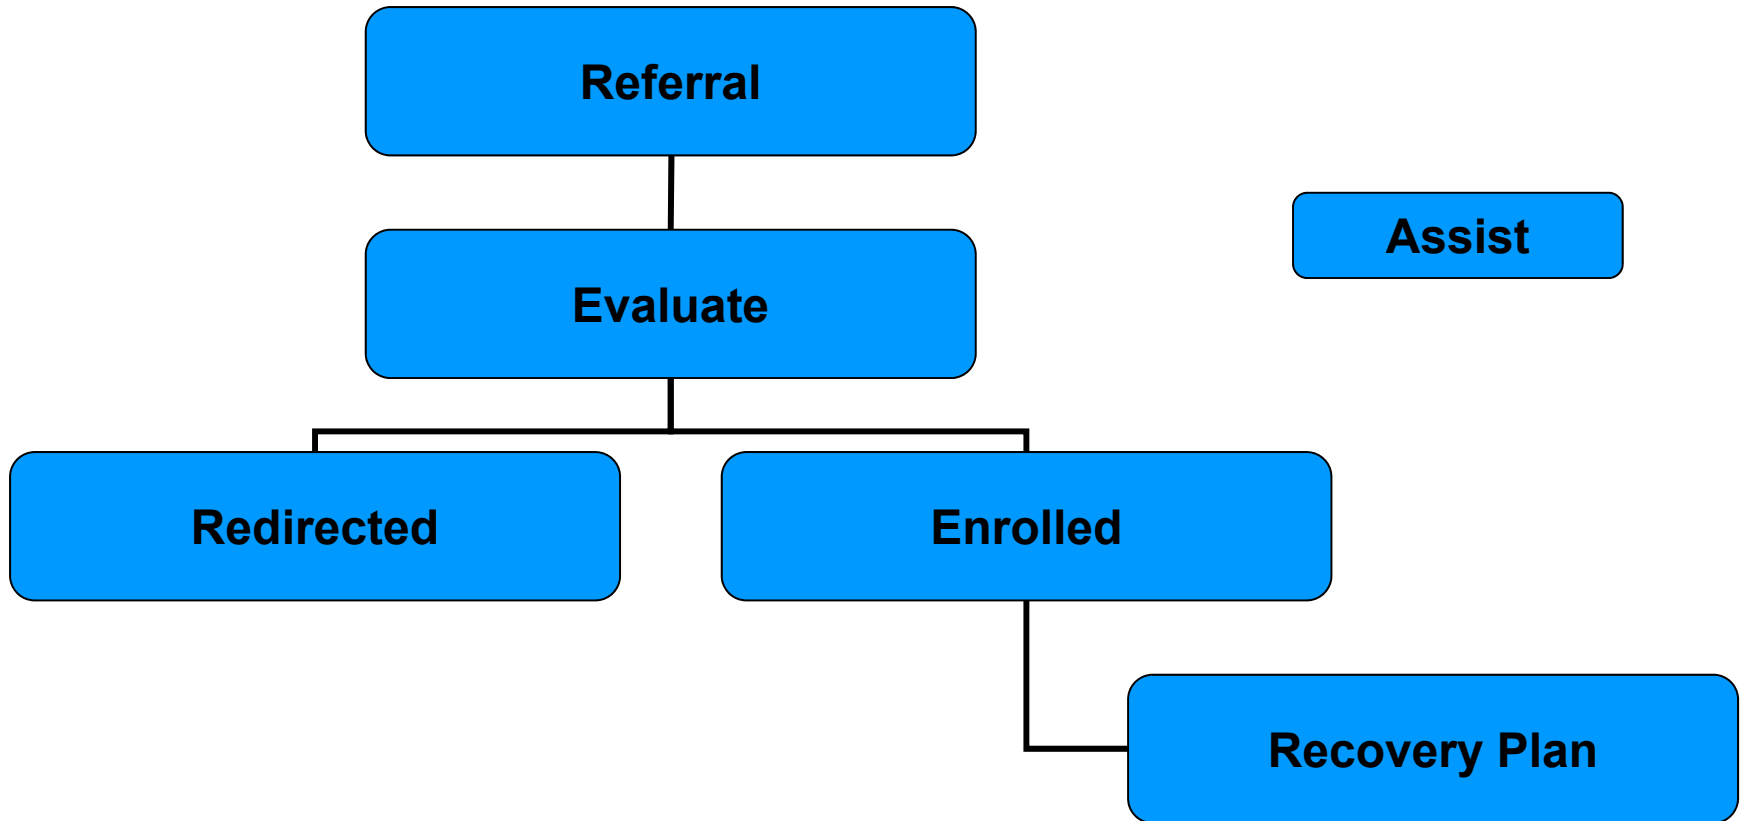 Referral
Assist
Evaluate
Redirected
Enrolled
Recovery Plan